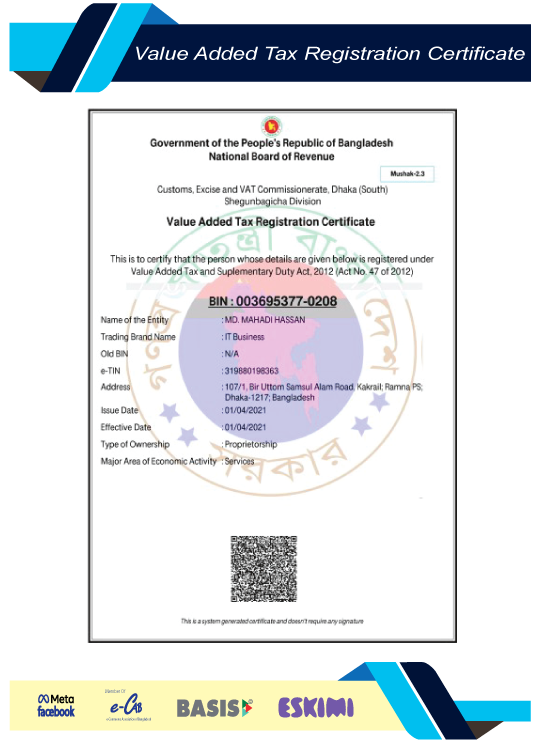 Value Added Tax Registration Certificate
Government of the People's Republic of Bangladesh
National Board of Revenue
Mushak-2.3
Customs, Excise and VAT Commissionerate, Dhaka (South)
Shegunbagicha Division
Value Added Tax Registration Certificate
This is to certify that the person whose details are given below is registered under
Value Added Tax and Suplementary Duty Act, 2012 (Act No. 47 of 2012)
গণপ্রজাতন্ত্রী বাংলাদেশ
সরকার
BIN : 003695377-0208
Name of the Entity : MD. MAHADI HASSAN
Trading Brand Name : IT Business
Old BIN : N/A
e-TIN : 319880198363
Address : 107/1, Bir Uttom Samsul Alam Road, Kakrail; Ramna PS;
Dhaka-1217; Bangladesh
Issue Date : 01/04/2021
Effective Date : 01/04/2021
Type of Ownership : Proprietorship
Major Area of Economic Activity : Services
This is a system generated certificate and doesn't require any signature
Meta
facebook
Member Of
e-CAB
BASIS
ESKIMI